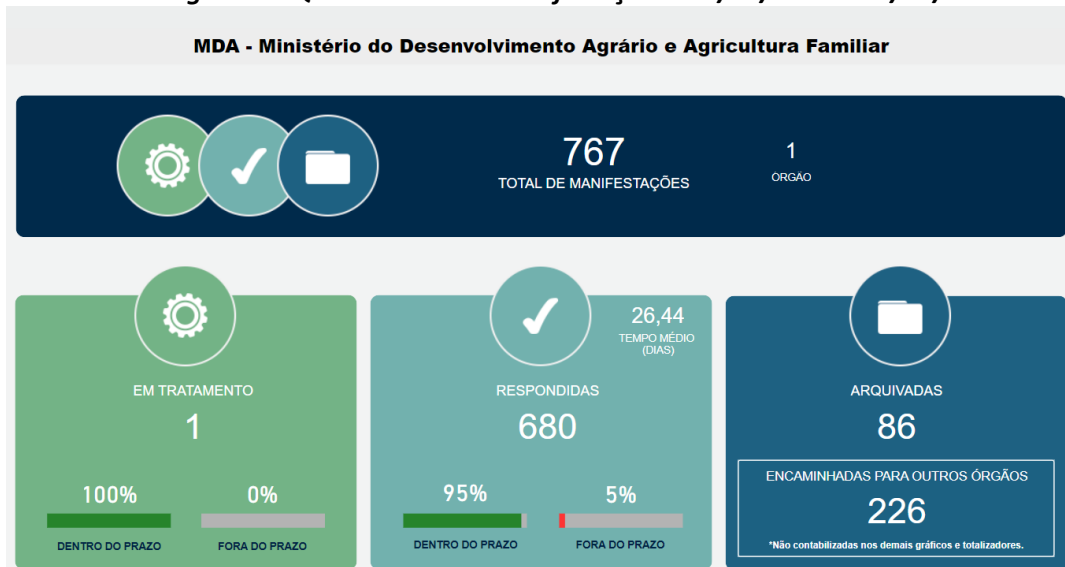 MDA - Ministério do Desenvolvimento Agrário e Agricultura Familiar
767
TOTAL DE MANIFESTAÇÕES
1
ORGÃO
EM TRATAMENTO
1
100%
0%
DENTRO DO PRAZO
FORA DO PRAZO
26,44
TEMPO MÉDIO
(DIAS)
RESPONDIDAS
680
95%
5%
DENTRO DO PRAZO
FORA DO PRAZO
ARQUIVADAS
86
ENCAMINHADAS PARA OUTROS ÓRGÃOS
226
*Não contabilizadas nos demais gráficos e totalizadores.